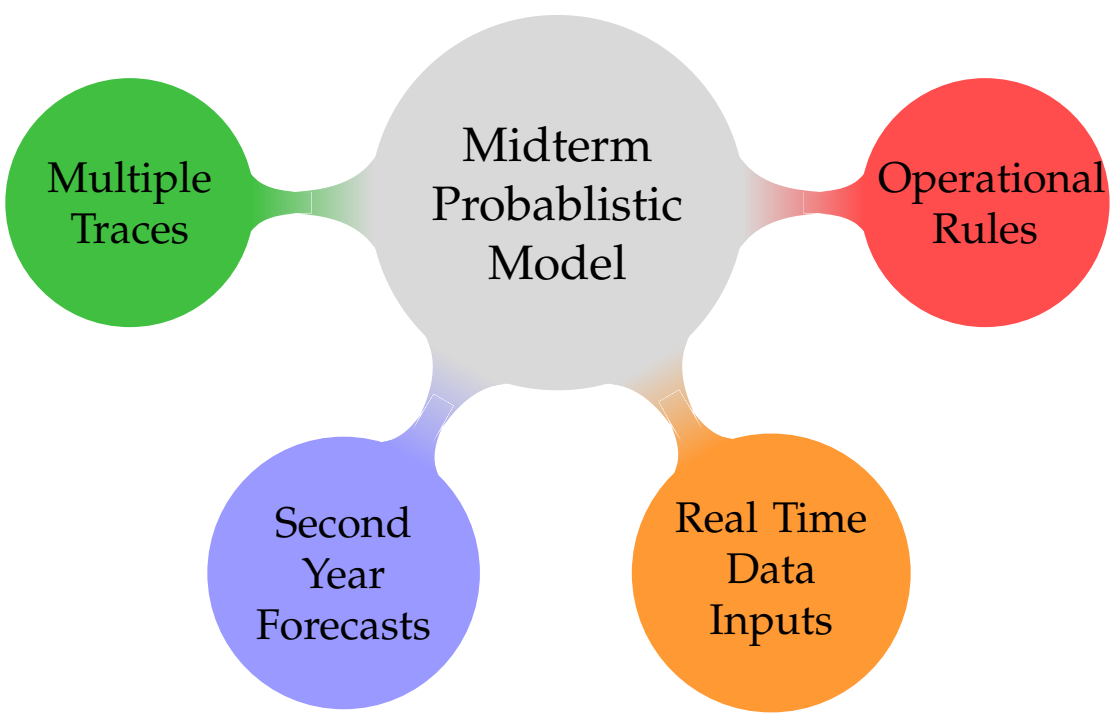 Midterm
Probablistic
Model
Multiple
Traces
Operational
Rules
Second
Year
Forecasts
Real Time
Data
Inputs